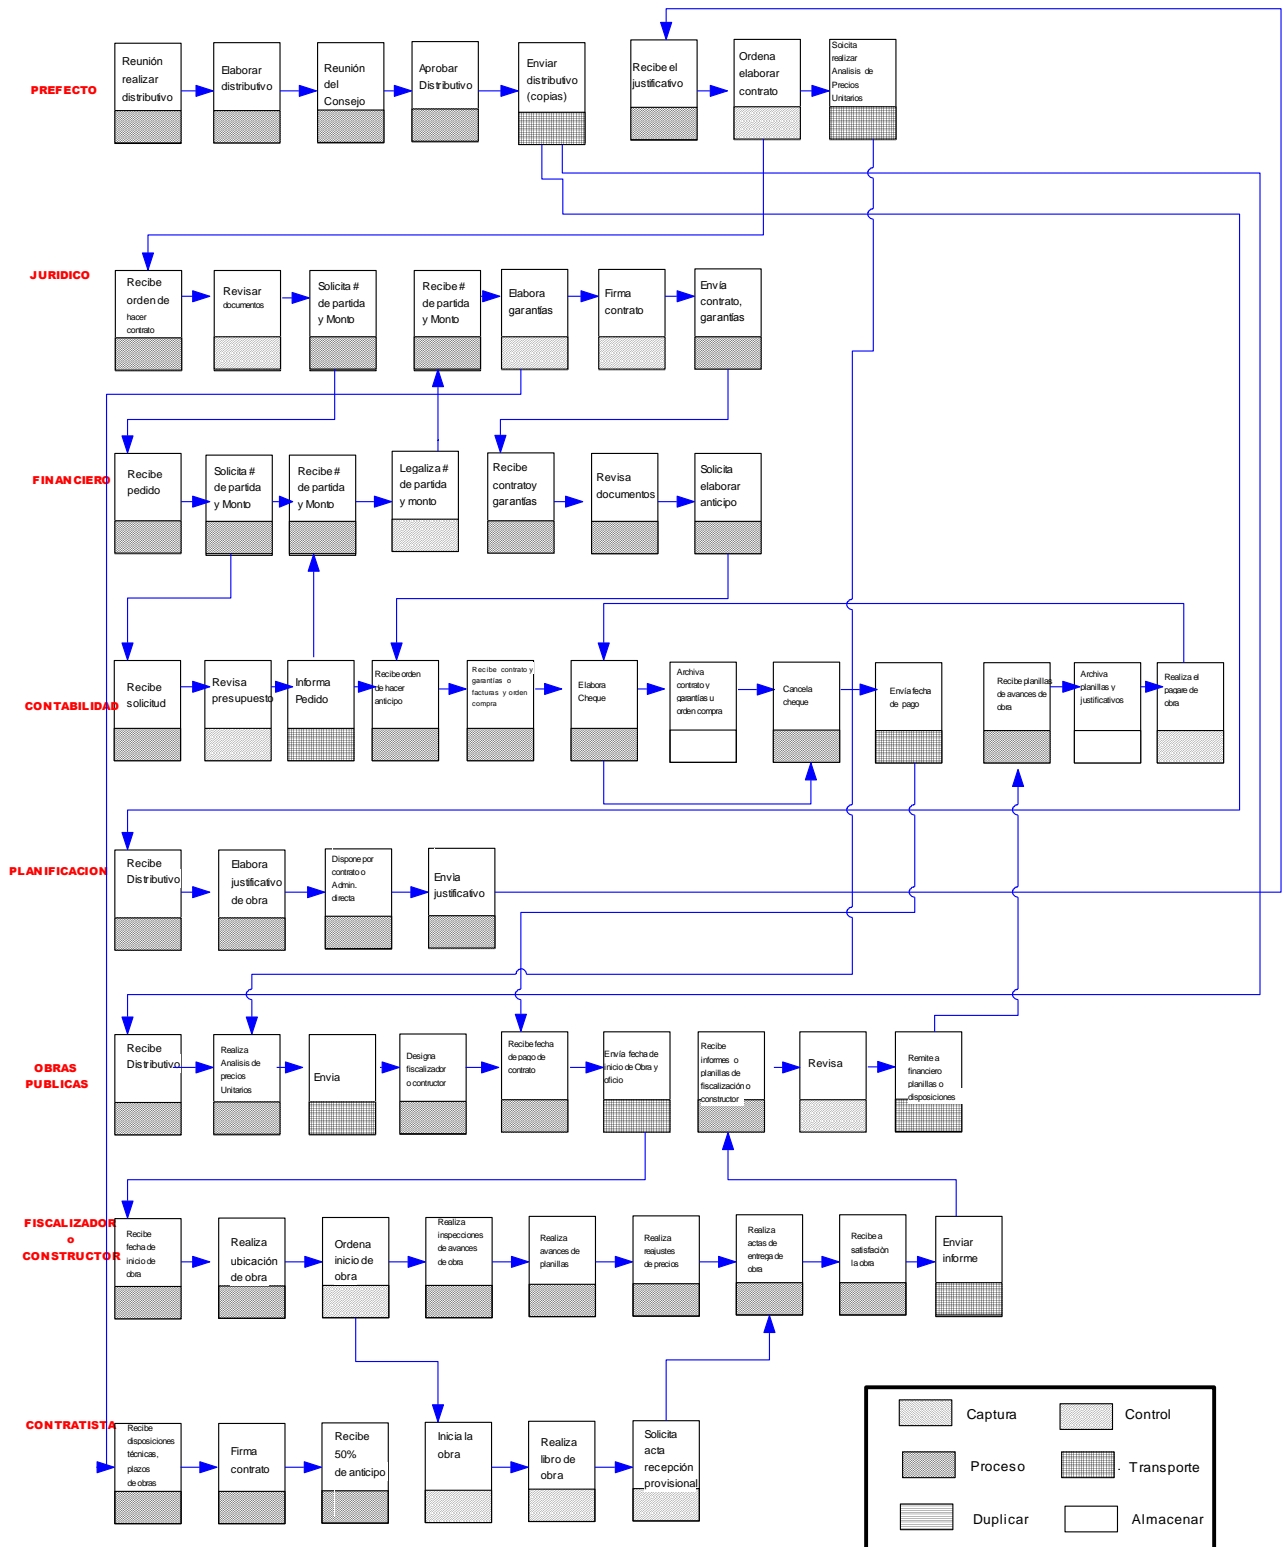 PREFECTO
Reunión
realizar
distributivo
Elaborar
distributivo
Reunión
del
Consejo
Aprobar
Distributivo
Enviar
distributivo
(copias)
Recibe el
justificativo
Ordena
elaborar
contrato
Soicita
realizar
Analisis de
Precios
Unitarios
JURIDICO
Recibe
orden de
hacer
contrato
Revisar
documentos
Solicita #
de partida
y Monto
Recibe #
de partida
y Monto
Elabora
garantías
Firma
contrato
Envía
contrato,
garantías
FINANCIERO
Recibe
pedido
Solicita #
de partida
y Monto
Recibe #
de partida
y Monto
Legaliza #
de partida
y monto
Recibe
contratoy
garantías
Revisa
documentos
Solicita
elaborar
anticipo
CONTABILIDAD
Recibe
solicitud
Revisa
presupuesto
Informa
Pedido
Recibe orden
de hacer
anticipo
Recibe contrato y
garantías o
facturas y orden
compra
Elabora
Cheque
Archiva
contrato y
garantías u
orden compra
Cancela
cheque
Envía fecha
de pago
Recibe planillas
de avances de
obra
Archiva
planillas y
justificativos
Realiza el
pagare de
obra
PLANIFICACION
Recibe
Distributivo
Elabora
justificativo
de obra
Dispone por
contrato o
Admin.
directa
Envia
justificativo
OBRAS
PUBLICAS
Recibe
Distributivo
Realiza
Analisis de
precios
Unitarios
Envia
Designa
fiscalizador
o contructor
Recibe fecha
de pago de
contrato
Envía fecha de
inicio de Obra y
oficio
Recibe
informes o
planillas de
fiscalización o
constructor
Revisa
Remite a
financiero
planillas o
disposiciones
FISCALIZADOR
o
CONSTRUCTOR
Recibe
fecha de
inicio de
obra
Realiza
ubicación
de obra
Ordena
inicio de
obra
Realiza
inspecciones
de avances
de obra
Realiza
avances de
planillas
Realiza
reajustes
de precios
Realiza
actas de
entrega de
obra
Recibe a
satisfación
la obra
Enviar
informe
CONTRATISTA
Recibe
disposiciones
técnicas,
plazos
de obras
Firma
contrato
Recibe
50%
de anticipo
Inicia la
obra
Realiza
libro de
obra
Solicita
acta
recepción
provisional
Captura
Control
Proceso
. Transporte
Duplicar
Almacenar